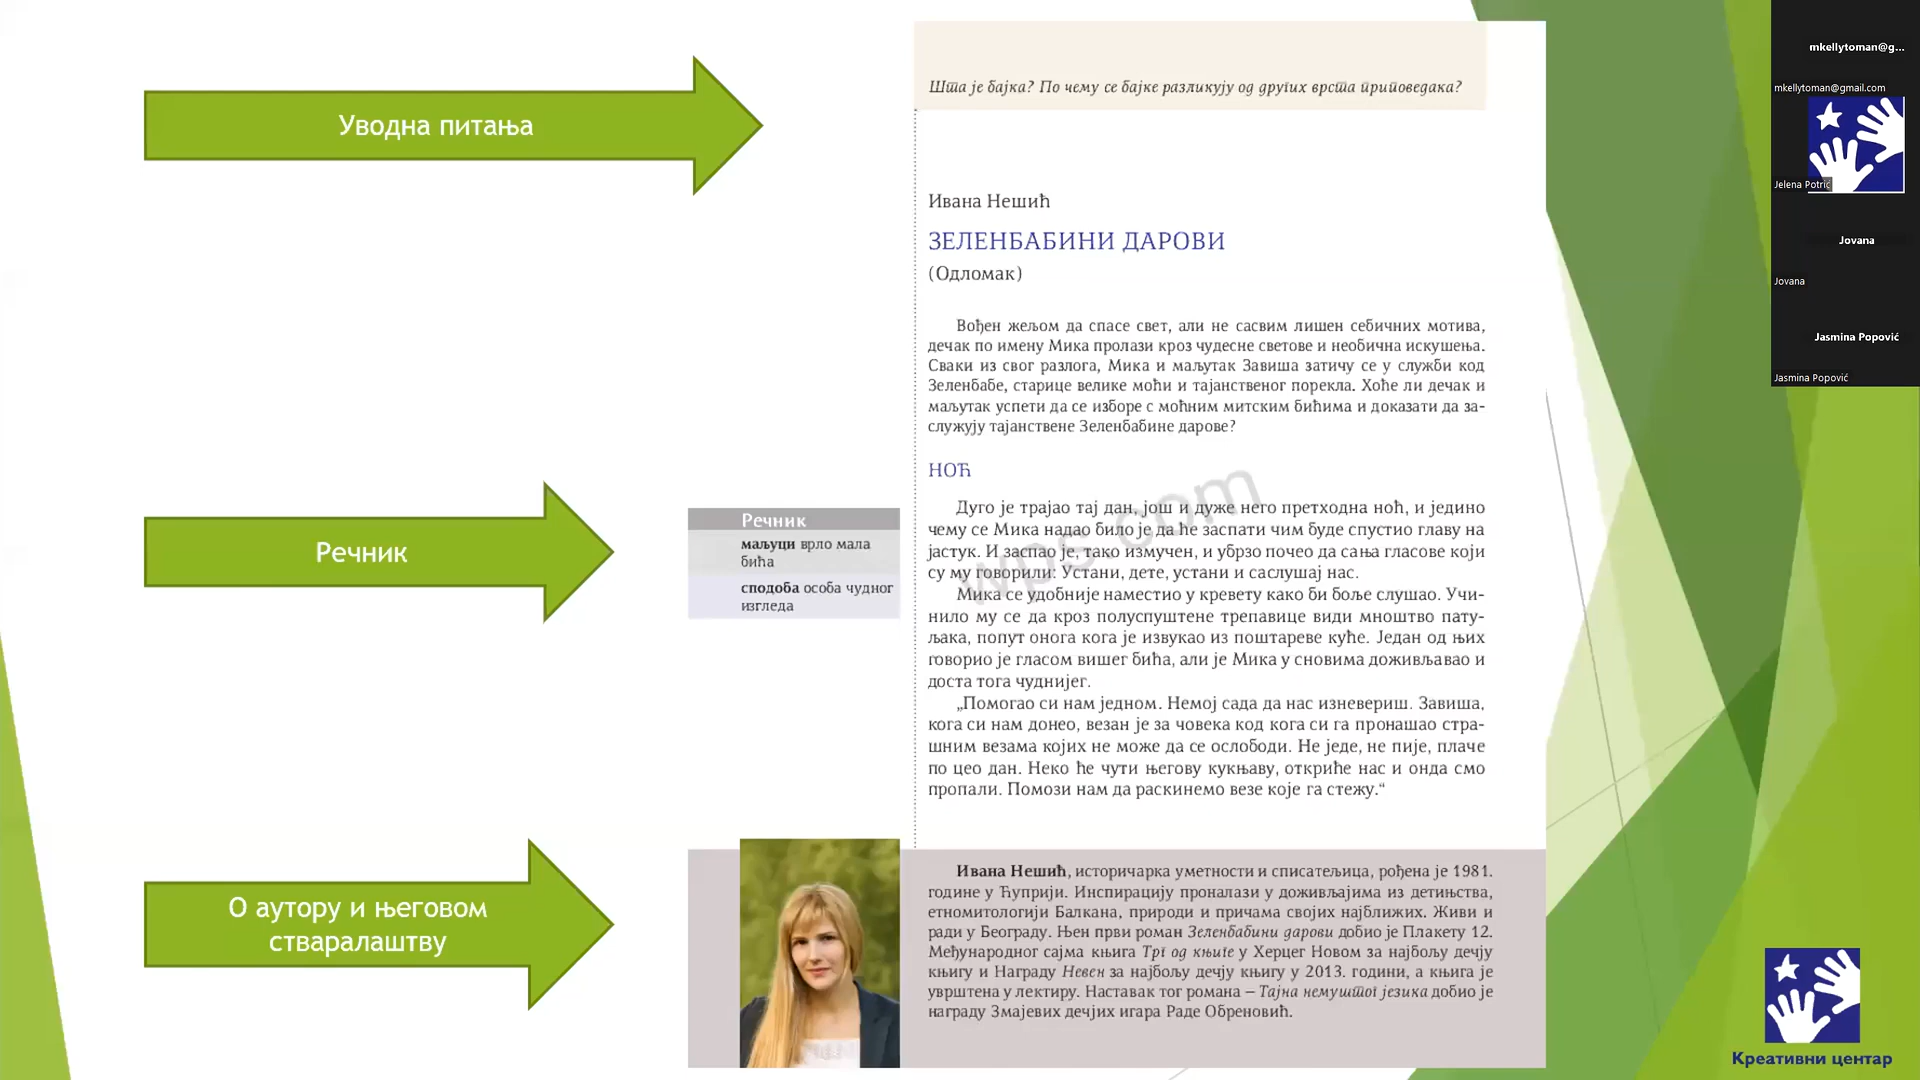 Уводна питања
Шта је бајка? По чему се бајке разликују од других врста приповедака?
Ивана Нешић
ЗЕЛЕНБАБИНИ ДАРОВИ
(Одломак)
Вођен жељом да спасе свет, али не сасвим лишен себичних мотива,
дечак по имену Мика пролази кроз чудесне светове и необична искушења.
Сваки из свог разлога, Мика и маљутак Завиша затичу се у служби код
Зеленбабе, старице велике моћи и тајанственог порекла. Хоће ли дечак и
маљутак успети да се изборе с моћним митским бићима и доказати да за-
служују тајанствене Зеленбабине дарове?
НОЋ
Дуго је трајао тај дан, још и дуже него претходна ноћ, и једино
чему се Мика надао било је да ће заспати чим буде спустио главу на
јастук. И заспао је, тако измучен, и убрзо почео да сања гласове који
су му говорили: Устани, дете, устани и саслушај нас.
Мика се удобније наместио у кревету како би боље слушао. Учи-
нило му се да кроз полуспуштене трепавице види мноштво пату-
љака, попут онога кога је извукао из поштареве куће. Један од њих
говорио је гласом вишег бића, али је Мика у сновима доживљавао и
доста тога чуднијег.
„Помогао си нам једном. Немој сада да нас изневериш. Завиша,
кога си нам донео, везан је за човека код кога си га пронашао стра-
шним везама којих не може да се ослободи. Не једе, не пије, плаче
по цео дан. Неко ће чути његову кукњаву, откриће нас и онда смо
пропали. Помози нам да раскинемо везе које га стежу.“
wps.com
Речник
Речник
маљуци врло мала
бића
сподоба особа чудног
изгледа
О аутору и његовом
стваралаштву
Ивана Нешић, историчарка уметности и списатељица, рођена је 1981.
године у Ћуприји. Инспирацију проналази у доживљајима из детињства,
етномитологији Балкана, природи и причама својих најближих. Живи и
ради у Београду. Њен први роман Зеленбабини дарови добио је Плакету 12.
Међународног сајма књига Трг од књиге у Херцег Новом за најбољу дечју
књигу и Награду Невен за најбољу дечју књигу у 2013. години, а књига је
уврштена у лектиру. Наставак тог романа – Тајна немуштог језика добио је
награду Змајевих дечјих игара Раде Обреновић.
mkellytoman@g...
mkellytoman@gmail.com
Jelena Potrić
Jovana
Jovana
Jasmina Popović
Jasmina Popović
Креативни центар